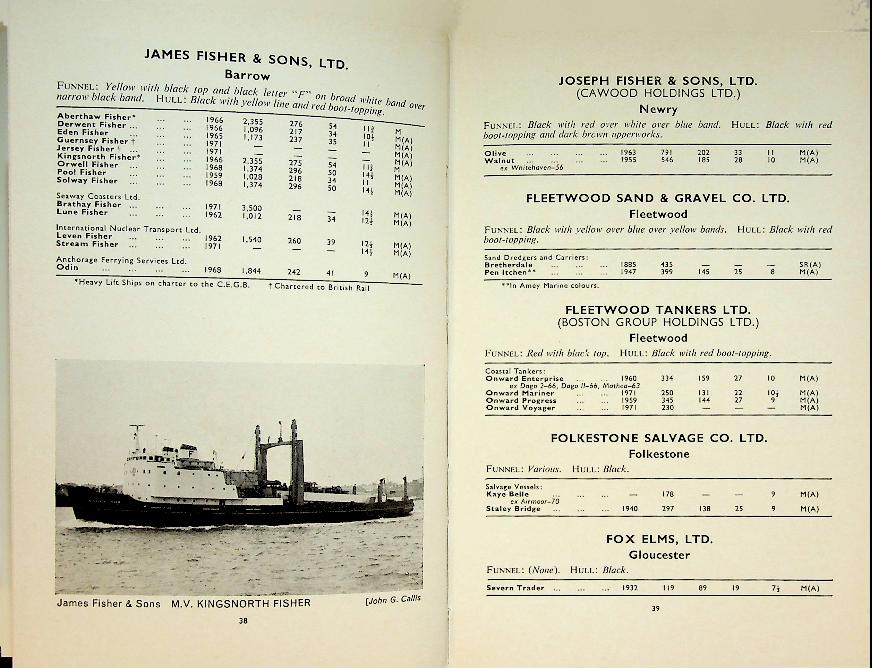 JAMES FISHER & SONS, LTD.
Barrow
FUNNEL: Yellow with black top and black letter "F" on broad white band over
narrow black band. HULL: Black with yellow line and red boot-topping.
Aberthaw Fisher* ... ... 1966 2,355 276 54 11¾ M
Derwent Fisher ... ... ... 1966 1,096 217 34 10½ M(A)
Eden Fisher ... ... ... 1965 1,173 237 35 11 M(A)
Guernsey Fisher † ... ... 1971 — — — — M(A)
Jersey Fisher † ... ... 1971 — — — — M(A)
Kingsnorth Fisher* ... ... 1966 2,355 275 54 11½ M
Orwell Fisher ... ... ... 1968 1,374 296 50 14½ M(A)
Pool Fisher ... ... ... 1959 1,028 218 34 11 M(A)
Solway Fisher ... ... ... 1968 1,374 296 50 14½ M(A)
Seaway Coasters Ltd.
Brathay Fisher ... ... ... 1971 3,500 — — 14½ M(A)
Lune Fisher ... ... ... 1962 1,012 218 34 12½ M(A)
International Nuclear Transport Ltd.
Leven Fisher ... ... ... 1962 1,540 260 39 12½ M(A)
Stream Fisher ... ... ... 1971 — — — 14½ M(A)
Anchorage Ferrying Services Ltd.
Odin ... ... ... ... 1968 1,844 242 41 9 M(A)
*Heavy Lift Ships on charter to the C.E.G.B. †Chartered to British Rail
James Fisher & Sons M.V. KINGSNORTH FISHER [John G. Callis
38
JOSEPH FISHER & SONS, LTD.
(CAWOOD HOLDINGS LTD.)
Newry
FUNNEL: Black with red over white over blue band. HULL: Black with red
boot-topping and dark brown upperworks.
Olive ... ... ... ... 1963 791 202 33 11 M(A)
Walnut ... ... ... ... 1955 546 185 28 10 M(A)
ex Whitehaven–56
FLEETWOOD SAND & GRAVEL CO. LTD.
Fleetwood
FUNNEL: Black with yellow over blue over yellow bands. HULL: Black with red
boot-topping.
Sand Dredgers and Carriers:
Bretherdale ... ... ... 1885 435 — — — SR(A)
Pen Itchen** ... ... ... 1947 399 145 25 8 M(A)
**In Amey Marine colours.
FLEETWOOD TANKERS LTD.
(BOSTON GROUP HOLDINGS LTD.)
Fleetwood
FUNNEL: Red with black top. HULL: Black with red boot-topping.
Coastal Tankers:
Onward Enterprise ... ... 1960 334 159 27 10 M(A)
ex Dago 2–66, Dago II–66, Mothea–63
Onward Mariner ... ... 1971 250 131 22 10½ M(A)
Onward Progress ... ... 1959 345 144 27 9 M(A)
Onward Voyager ... ... 1971 230 — — — M(A)
FOLKESTONE SALVAGE CO. LTD.
Folkestone
FUNNEL: Various. HULL: Black.
Salvage Vessels:
Kaye Belle ... ... ... — 178 — — 9 M(A)
ex Airmoor–70
Staley Bridge ... ... ... 1940 297 138 25 9 M(A)
FOX ELMS, LTD.
Gloucester
FUNNEL: (None). HULL: Black.
Severn Trader ... ... ... 1932 119 89 19 7½ M(A)
39